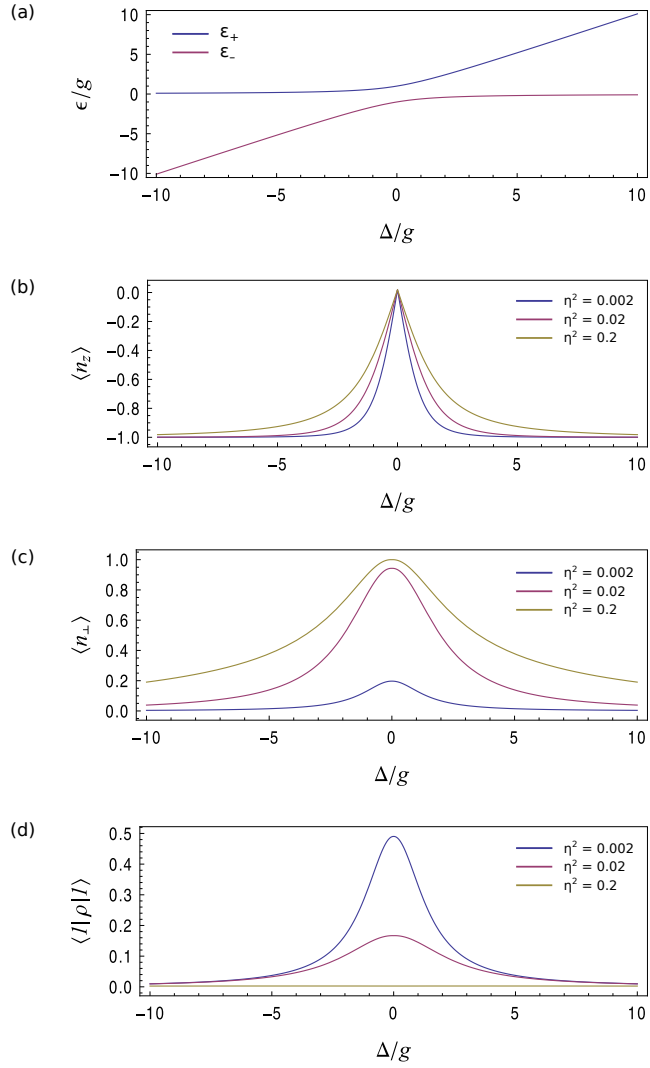 (a)
10
5
0
−5
−10
ϵ/g
ε₊
ε₋
−10 −5 0 5 10
Δ/g
(b)
0.0
−0.2
−0.4
−0.6
−0.8
−1.0
⟨n_z⟩
η² = 0.002
η² = 0.02
η² = 0.2
−10 −5 0 5 10
Δ/g
(c)
1.0
0.8
0.6
0.4
0.2
0.0
⟨n_⊥⟩
η² = 0.002
η² = 0.02
η² = 0.2
−10 −5 0 5 10
Δ/g
(d)
0.5
0.4
0.3
0.2
0.1
0.0
⟨1|ρ|1⟩
η² = 0.002
η² = 0.02
η² = 0.2
−10 −5 0 5 10
Δ/g